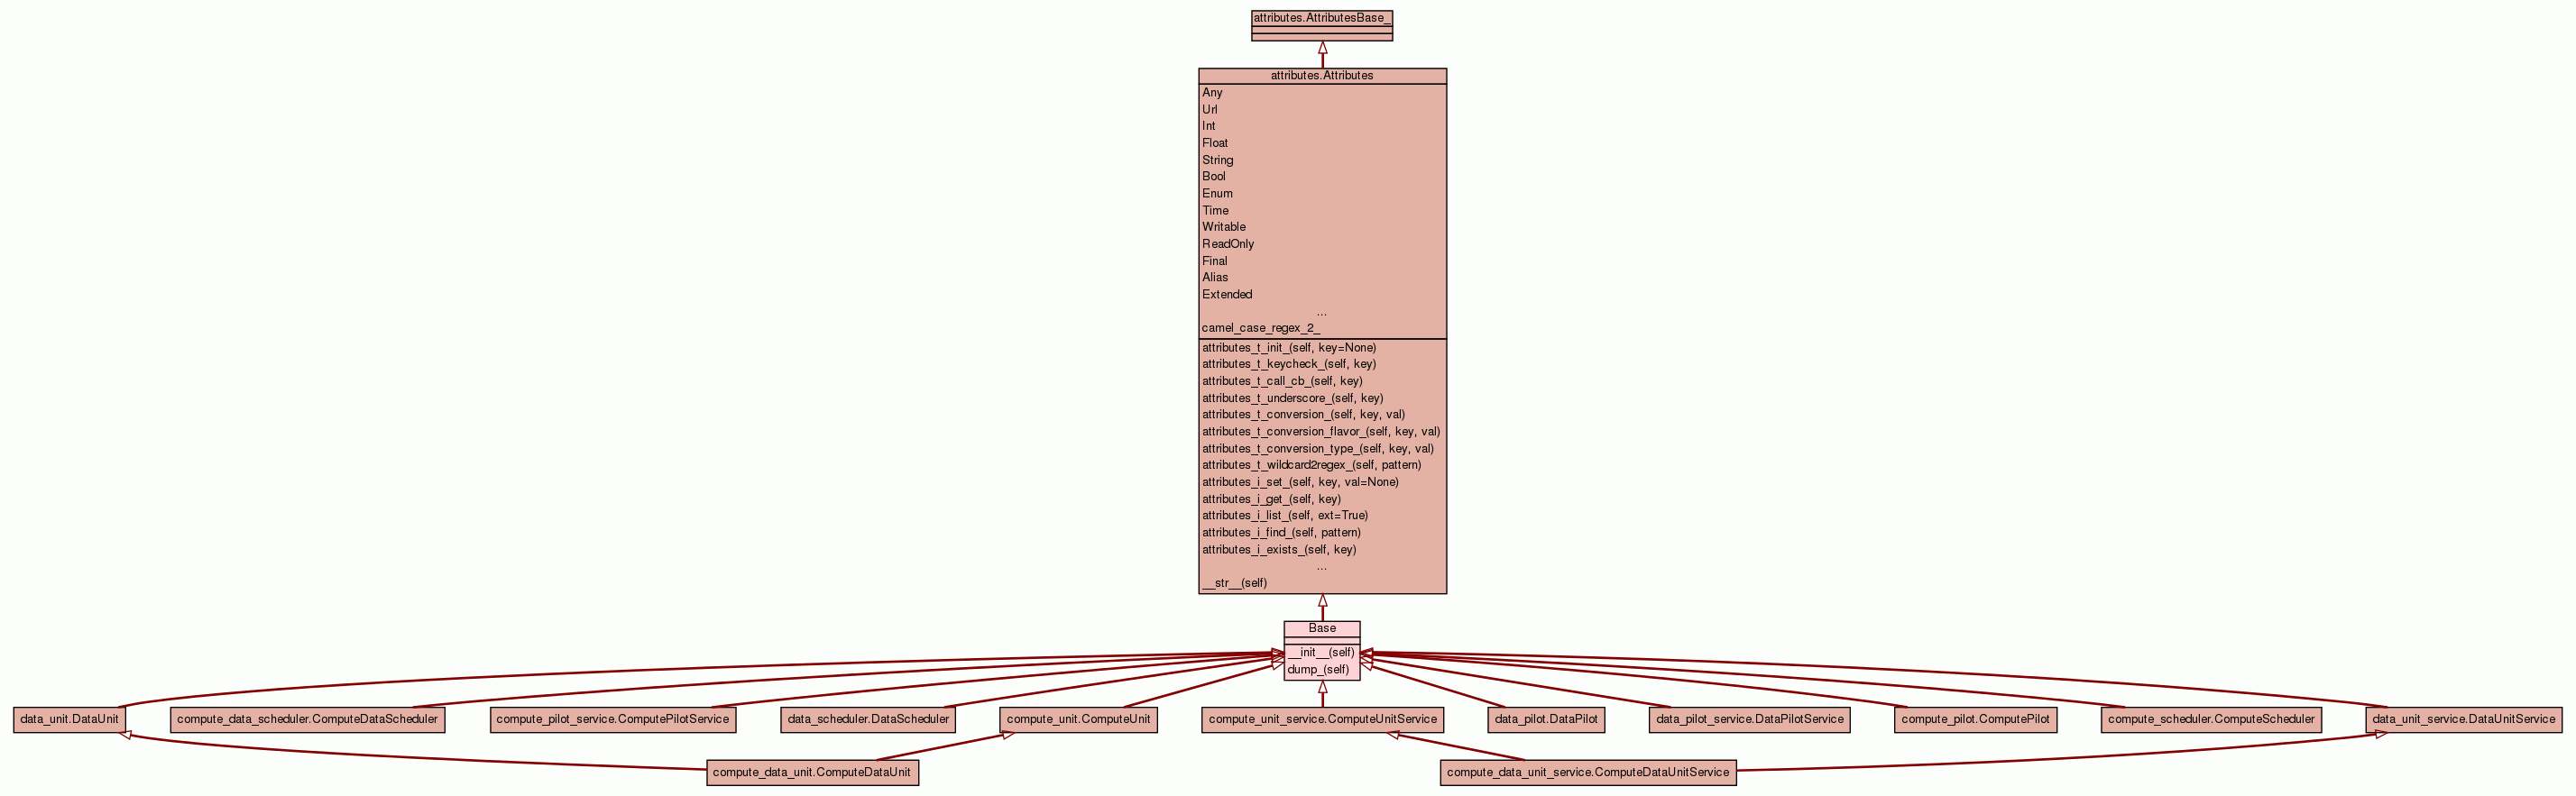 attributes.AttributesBase_
attributes.Attributes
Any
Url
Int
Float
String
Bool
Enum
Time
Writable
ReadOnly
Final
Alias
Extended
...
camel_case_regex_2_
attributes_t_init_(self, key=None)
attributes_t_keycheck_(self, key)
attributes_t_call_cb_(self, key)
attributes_t_underscore_(self, key)
attributes_t_conversion_(self, key, val)
attributes_t_conversion_flavor_(self, key, val)
attributes_t_conversion_type_(self, key, val)
attributes_t_wildcard2regex_(self, pattern)
attributes_i_set_(self, key, val=None)
attributes_i_get_(self, key)
attributes_i_list_(self, ext=True)
attributes_i_find_(self, pattern)
attributes_i_exists_(self, key)
...
__str__(self)
Base
__init__(self)
dump_(self)
data_unit.DataUnit
compute_data_scheduler.ComputeDataScheduler
compute_pilot_service.ComputePilotService
data_scheduler.DataScheduler
compute_unit.ComputeUnit
compute_unit_service.ComputeUnitService
data_pilot.DataPilot
data_pilot_service.DataPilotService
compute_pilot.ComputePilot
compute_scheduler.ComputeScheduler
data_unit_service.DataUnitService
compute_data_unit.ComputeDataUnit
compute_data_unit_service.ComputeDataUnitService